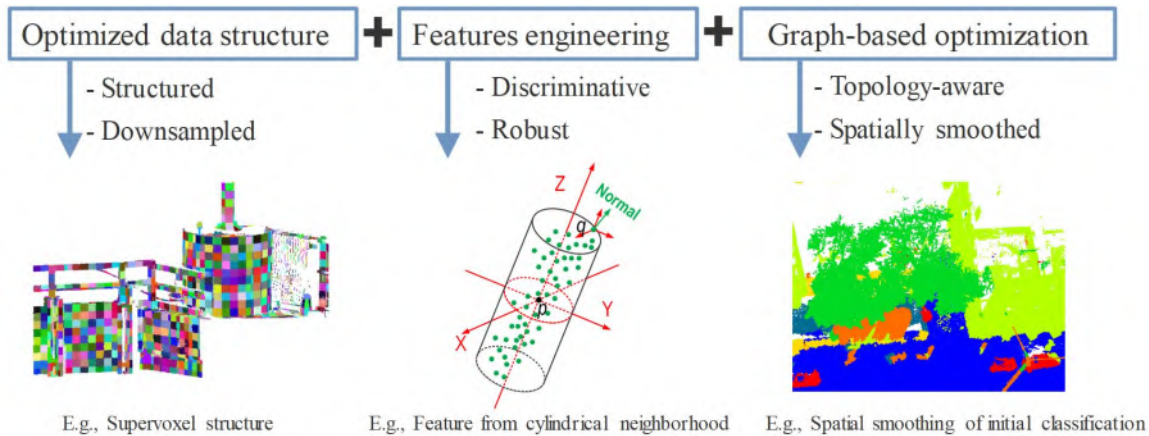 Optimized data structure + Features engineering + Graph-based optimization
- Structured
- Downsampled
- Discriminative
- Robust
- Topology-aware
- Spatially smoothed
Z
Normal
q
p
Y
X
E.g., Supervoxel structure
E.g., Feature from cylindrical neighborhood
E.g., Spatial smoothing of initial classification